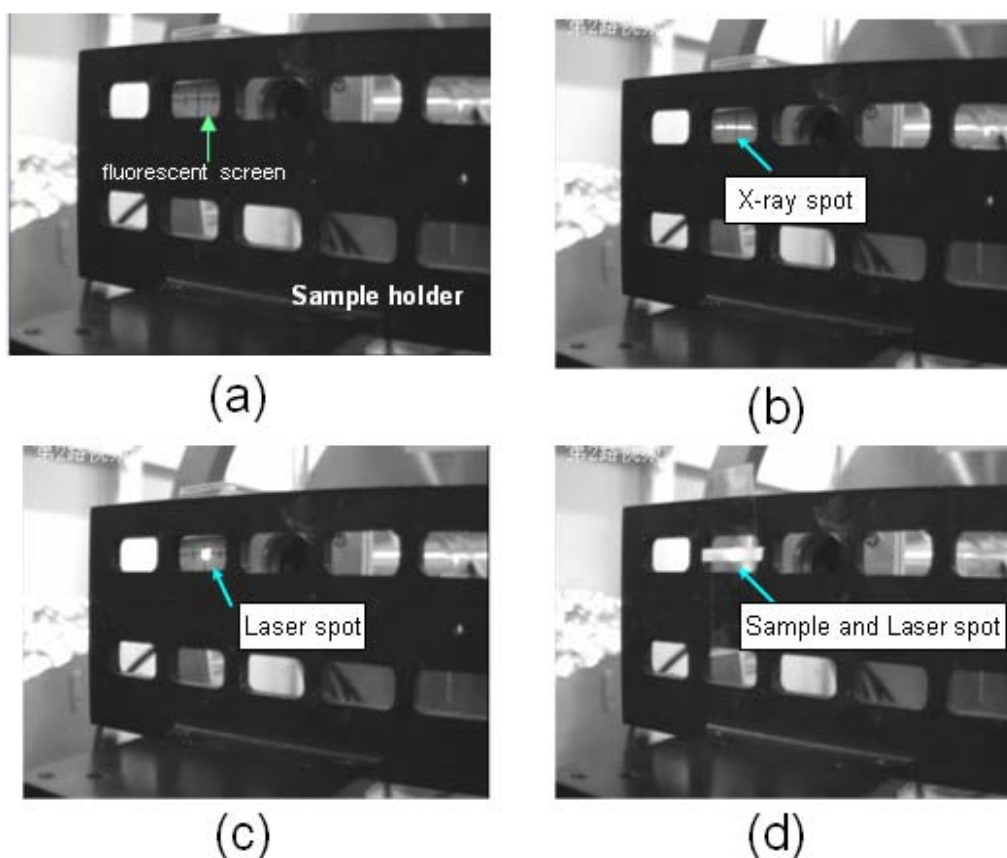 fluorescent screen
Sample holder
(a)
X-ray spot
(b)
Laser spot
(c)
Sample and Laser spot
(d)